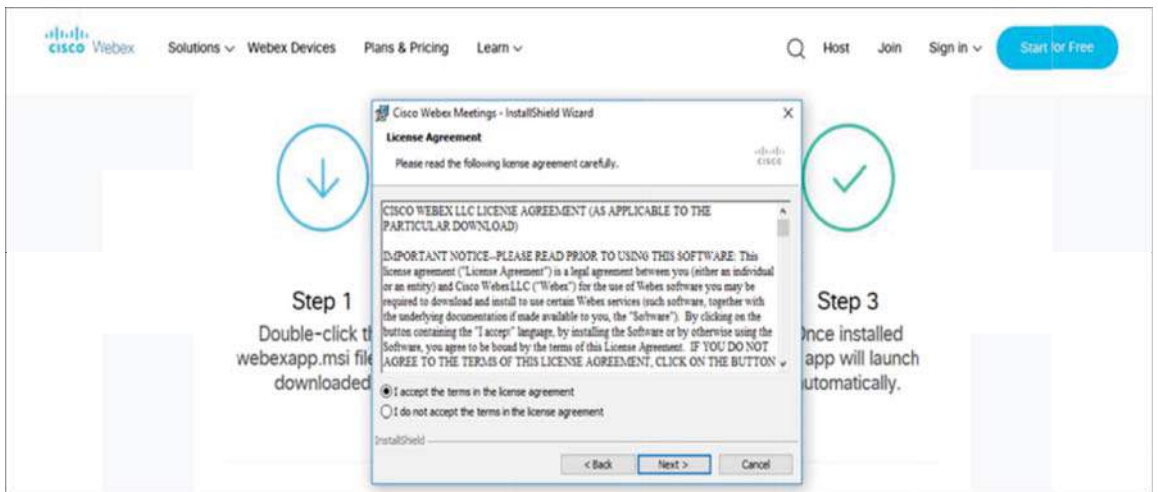 CISCO Webex Solutions Webex Devices Plans & Pricing Learn Host Join Sign in Start for Free
Cisco Webex Meetings - InstallShield Wizard
License Agreement
Please read the following license agreement carefully.
CISCO
CISCO WEBEX LLC LICENSE AGREEMENT (AS APPLICABLE TO THE
PARTICULAR DOWNLOAD)
IMPORTANT NOTICE--PLEASE READ PRIOR TO USING THIS SOFTWARE: This
license agreement ("License Agreement") is a legal agreement between you (either an individual
or an entity) and Cisco Webex LLC ("Webex") for the use of Webex software you may be
required to download and install to use certain Webex services (such software, together with
the underlying documentation if made available to you, the "Software"). By clicking on the
button containing the "I accept" language, by installing the Software or by otherwise using the
Software, you agree to be bound by the terms of this License Agreement. IF YOU DO NOT
AGREE TO THE TERMS OF THIS LICENSE AGREEMENT, CLICK ON THE BUTTON
I accept the terms in the license agreement
I do not accept the terms in the license agreement
InstallShield
< Back Next > Cancel
Step 1
Double-click th
webexapp.msi file
downloaded
Step 3
Once installed
app will launch
utomatically.